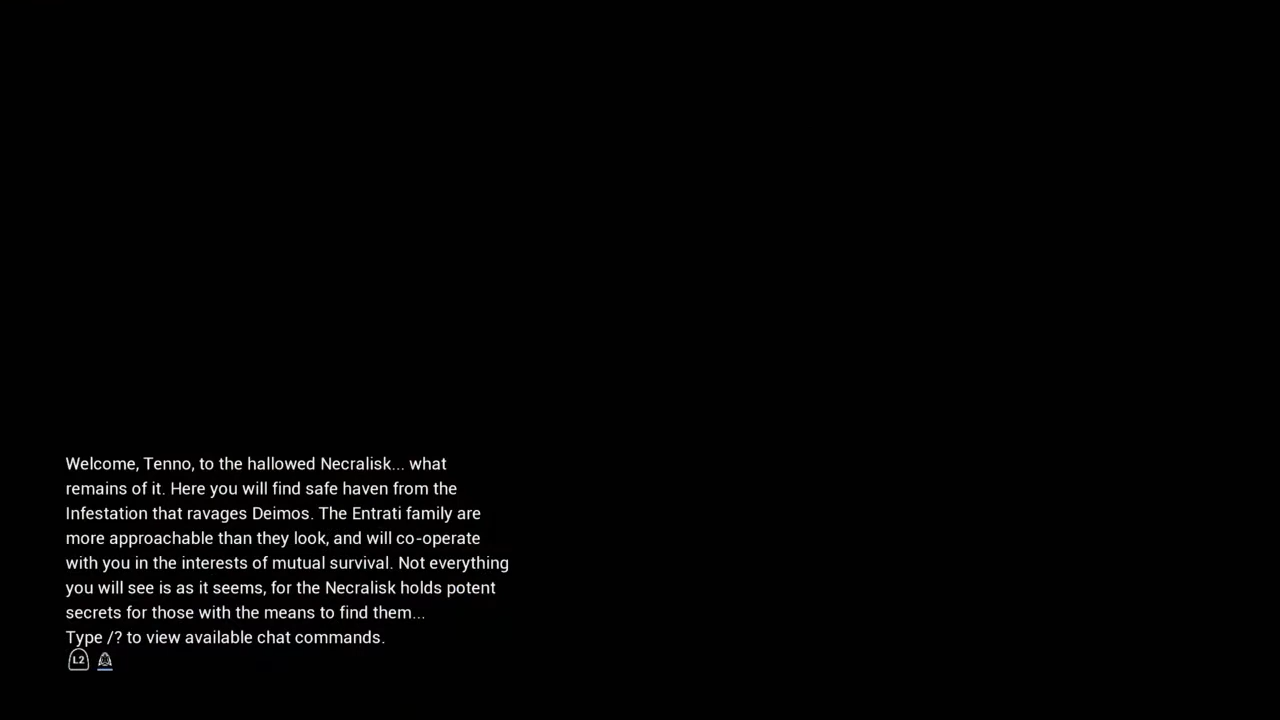 Welcome, Tenno, to the hallowed Necralisk... what
remains of it. Here you will find safe haven from the
Infestation that ravages Deimos. The Entrati family are
more approachable than they look, and will co-operate
with you in the interests of mutual survival. Not everything
you will see is as it seems, for the Necralisk holds potent
secrets for those with the means to find them...
Type /? to view available chat commands.
L2